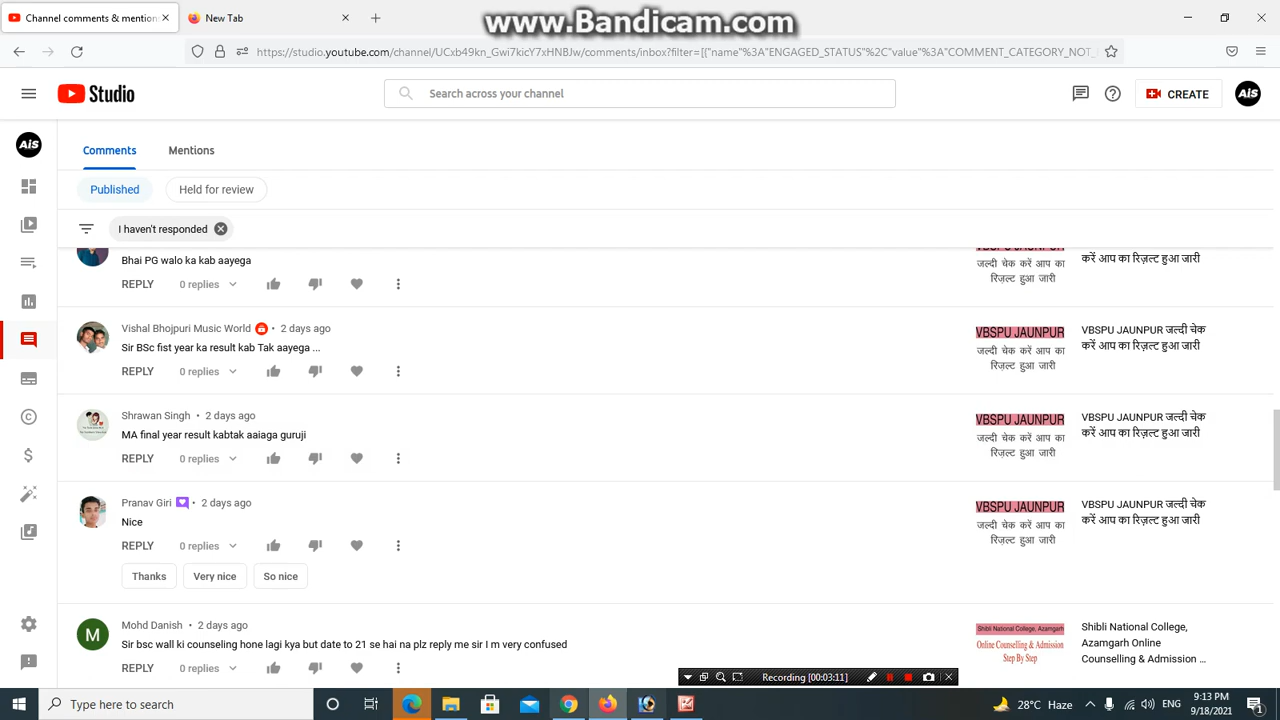 www.Bandicam.com
Channel comments & mention
New Tab
https://studio.youtube.com/channel/UCxb49kn_Gwi7kicY7xHNBJw/comments/inbox?filter=[{"name"%3A"ENGAGED_STATUS"%2C"value"%3A"COMMENT_CATEGORY_NOT_
Studio
Search across your channel
CREATE
AiS
AiS
Comments
Mentions
Published
Held for review
I haven't responded
Bhai PG walo ka kab aayega
REPLY
0 replies
VBSPU JAUNPUR
जल्दी चेक करें आप का
रिज़ल्ट हुआ जारी
करें आप का रिज़ल्ट हुआ जारी
Vishal Bhojpuri Music World • 2 days ago
Sir BSc fist year ka result kab Tak aayega ...
REPLY
0 replies
VBSPU JAUNPUR
जल्दी चेक करें आप का
रिज़ल्ट हुआ जारी
VBSPU JAUNPUR जल्दी चेक
करें आप का रिज़ल्ट हुआ जारी
Shrawan Singh • 2 days ago
MA final year result kabtak aaiaga guruji
REPLY
0 replies
VBSPU JAUNPUR
जल्दी चेक करें आप का
रिज़ल्ट हुआ जारी
VBSPU JAUNPUR जल्दी चेक
करें आप का रिज़ल्ट हुआ जारी
Pranav Giri • 2 days ago
Nice
REPLY
0 replies
Thanks
Very nice
So nice
VBSPU JAUNPUR
जल्दी चेक करें आप का
रिज़ल्ट हुआ जारी
VBSPU JAUNPUR जल्दी चेक
करें आप का रिज़ल्ट हुआ जारी
Mohd Danish • 2 days ago
M
Sir bsc wall ki counseling hone lagi kya out date to 21 se hai na plz reply me sir I m very confused
REPLY
0 replies
Shibli National College, Azamgarh
Online Counselling & Admission
Step By Step
Shibli National College,
Azamgarh Online
Counselling & Admission ...
Recording [00:03:11]
Type here to search
28°C Haze
ENG
9:13 PM
9/18/2021